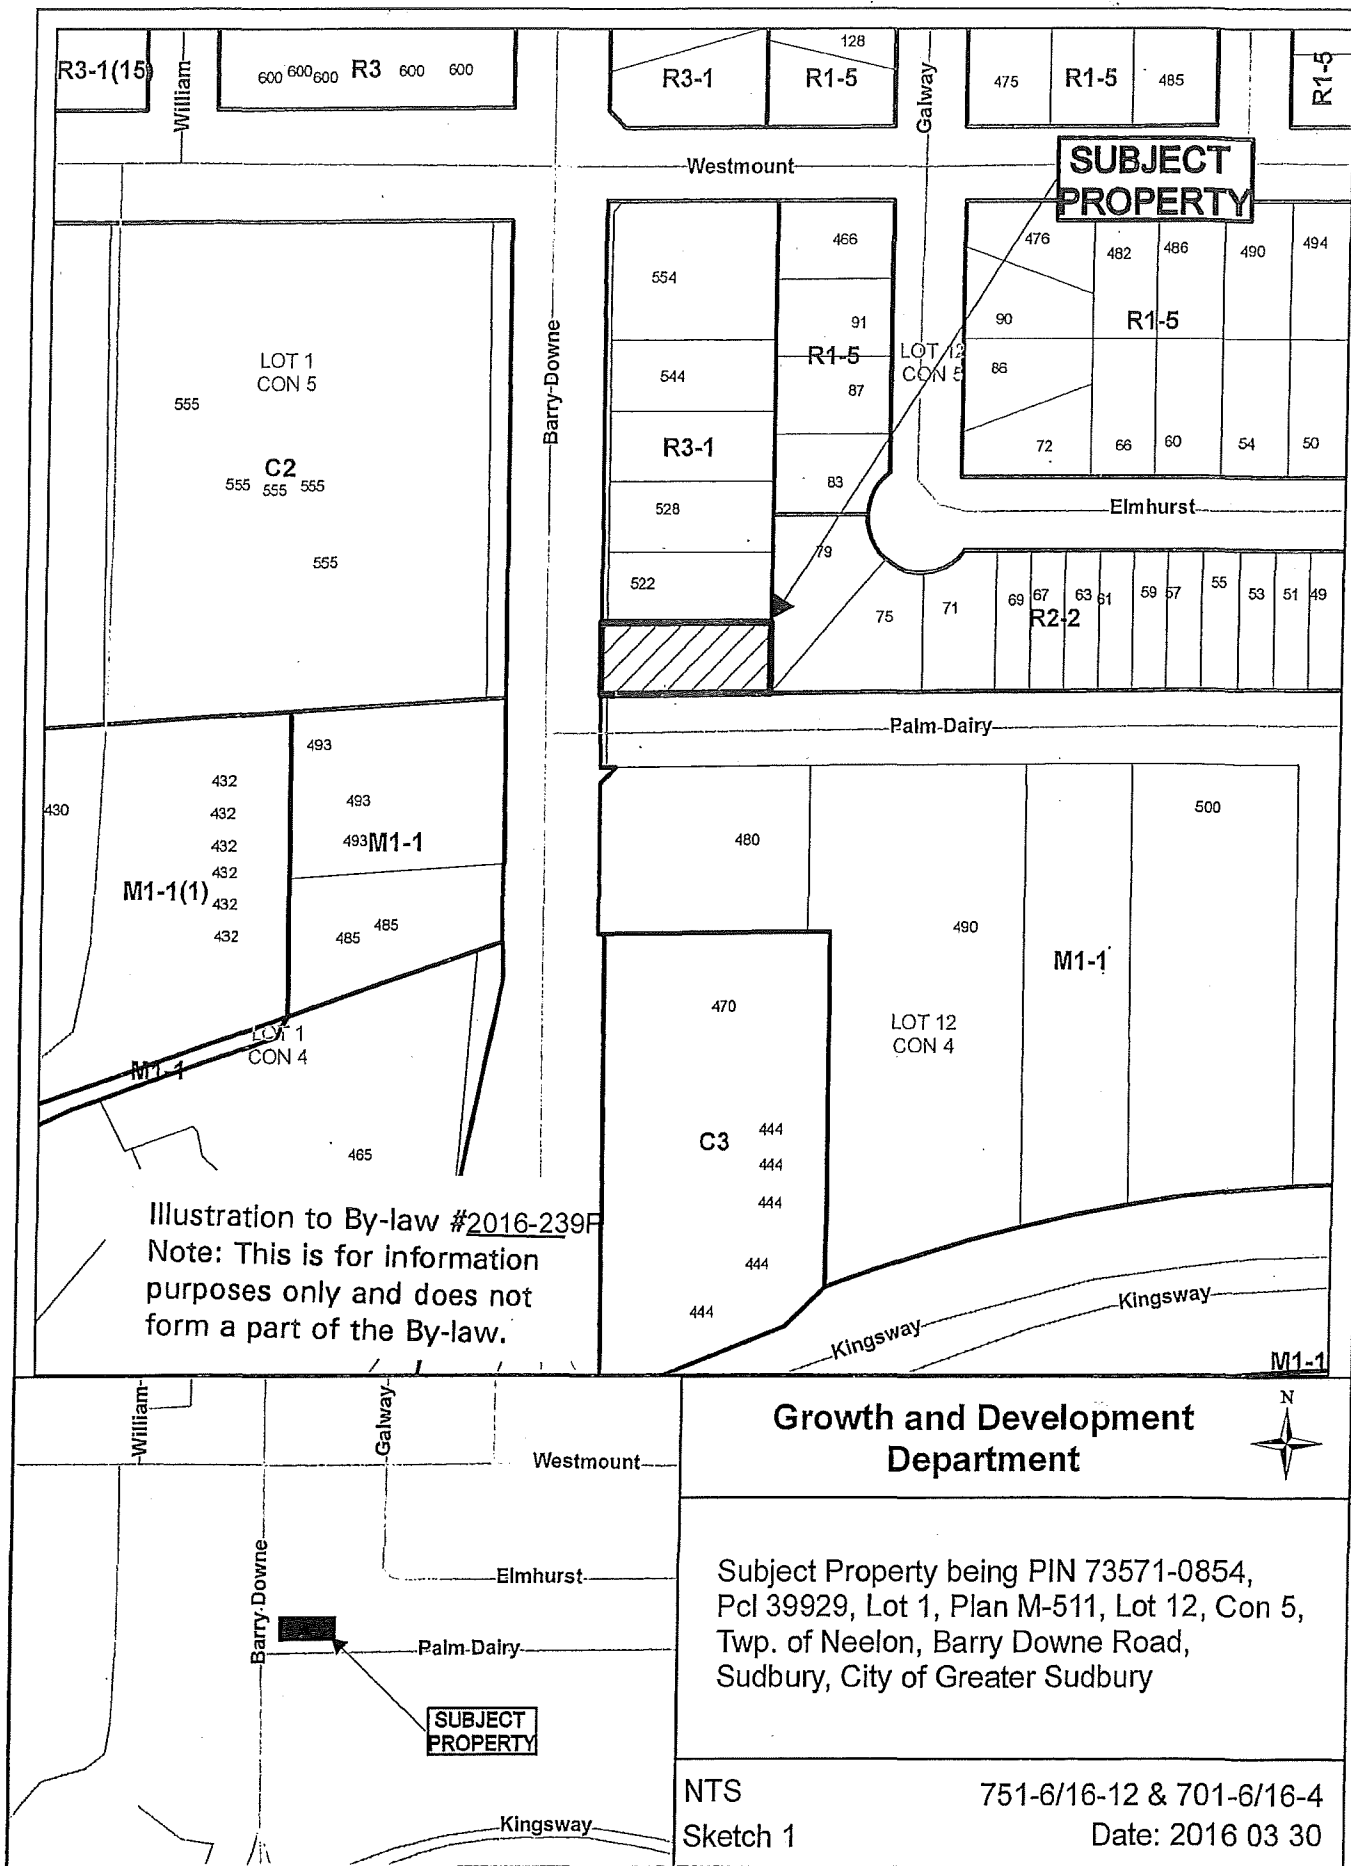 R3-1(15)
William
600 600 600 R3 600 600
R3-1
128
R1-5
Galway
475 R1-5 485
R1-5
Westmount
SUBJECT
PROPERTY
LOT 1
CON 5
555
C2
555 555 555
555
Barry-Downe
554
544
R3-1
528
522
466
91
R1-5
87
83
79
LOT 12
CON 5
476 482 486 490 494
90
R1-5
86
72 66 60 54 50
Elmhurst
75 71 69 67 63 61 59 57 55 53 51 49
R2-2
Palm-Dairy
430
432
432
432
432
432
432
M1-1(1)
493
493
493 M1-1
485 485
LOT 1
CON 4
M1-1
465
480
490
500
M1-1
LOT 12
CON 4
470
C3
444
444
444
444
444
Kingsway
Kingsway
M1-1
Illustration to By-law #2016-239F
Note: This is for information
purposes only and does not
form a part of the By-law.
William
Galway
Westmount
Barry-Downe
Elmhurst
Palm-Dairy
SUBJECT
PROPERTY
Kingsway
Growth and Development
Department
N
Subject Property being PIN 73571-0854,
Pcl 39929, Lot 1, Plan M-511, Lot 12, Con 5,
Twp. of Neelon, Barry Downe Road,
Sudbury, City of Greater Sudbury
NTS 751-6/16-12 & 701-6/16-4
Sketch 1 Date: 2016 03 30